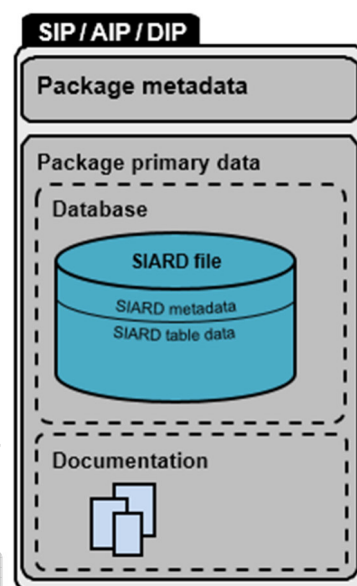 SIP / AIP / DIP
Package metadata
Package primary data
Database
SIARD file
SIARD metadata
SIARD table data
Documentation